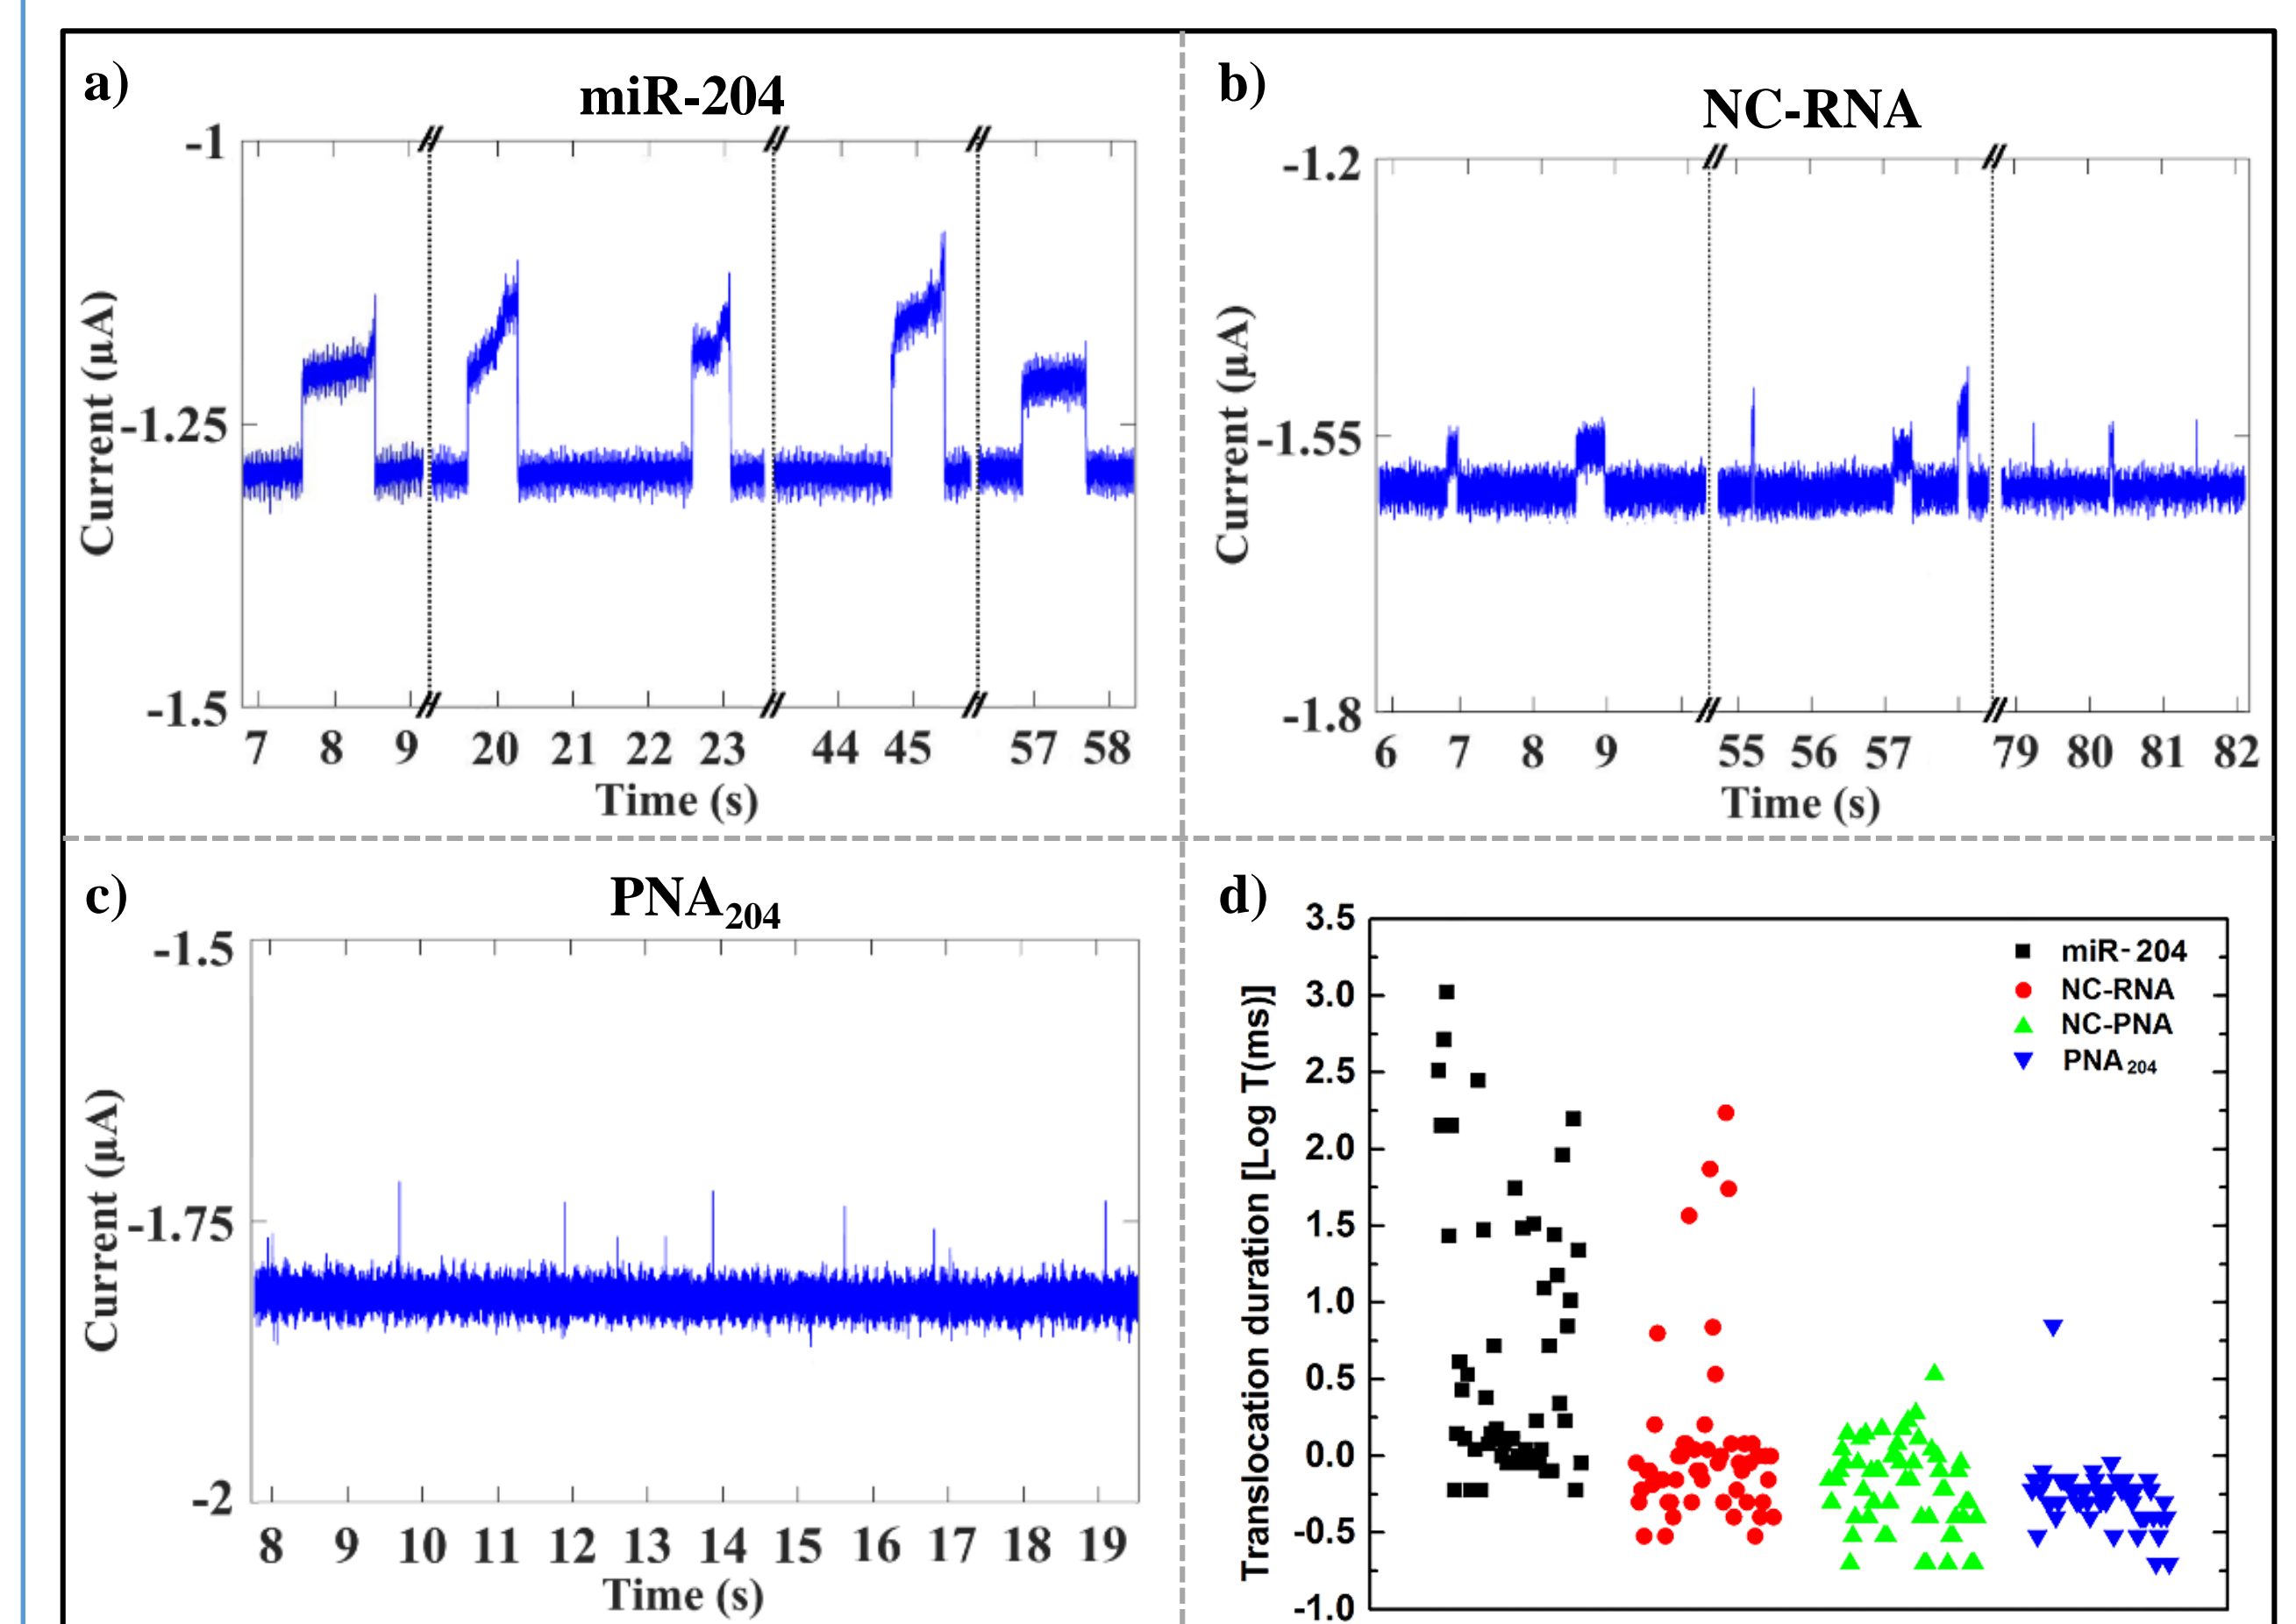 a)
miR-204
-1
-1.25
-1.5
Current (µA)
7 8 9 20 21 22 23 44 45 57 58
Time (s)
b)
NC-RNA
-1.2
-1.55
-1.8
Current (µA)
6 7 8 9 55 56 57 79 80 81 82
Time (s)
c)
PNA204
-1.5
-1.75
-2
Current (µA)
8 9 10 11 12 13 14 15 16 17 18 19
Time (s)
d)
3.5
3.0
2.5
2.0
1.5
1.0
0.5
0.0
-0.5
-1.0
Translocation duration [Log T(ms)]
miR-204
NC-RNA
NC-PNA
PNA 204